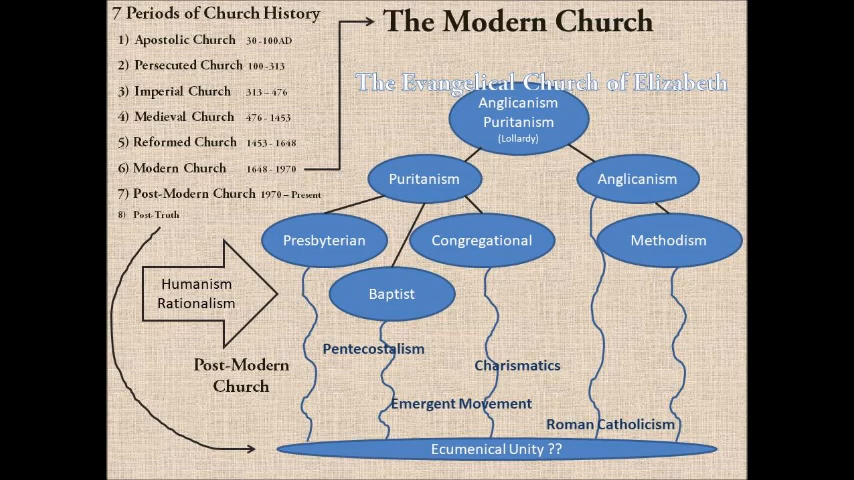 7 Periods of Church History
1) Apostolic Church 30-100AD
2) Persecuted Church 100-313
3) Imperial Church 313 – 476
4) Medieval Church 476 - 1453
5) Reformed Church 1453 - 1648
6) Modern Church 1648 - 1970
7) Post-Modern Church 1970 – Present
8) Post-Truth
The Modern Church
The Evangelical Church of Elizabeth
Anglicanism
Puritanism
(Lollardy)
Puritanism
Anglicanism
Presbyterian
Congregational
Methodism
Baptist
Humanism
Rationalism
Pentecostalism
Charismatics
Post-Modern
Church
Emergent Movement
Roman Catholicism
Ecumenical Unity ??